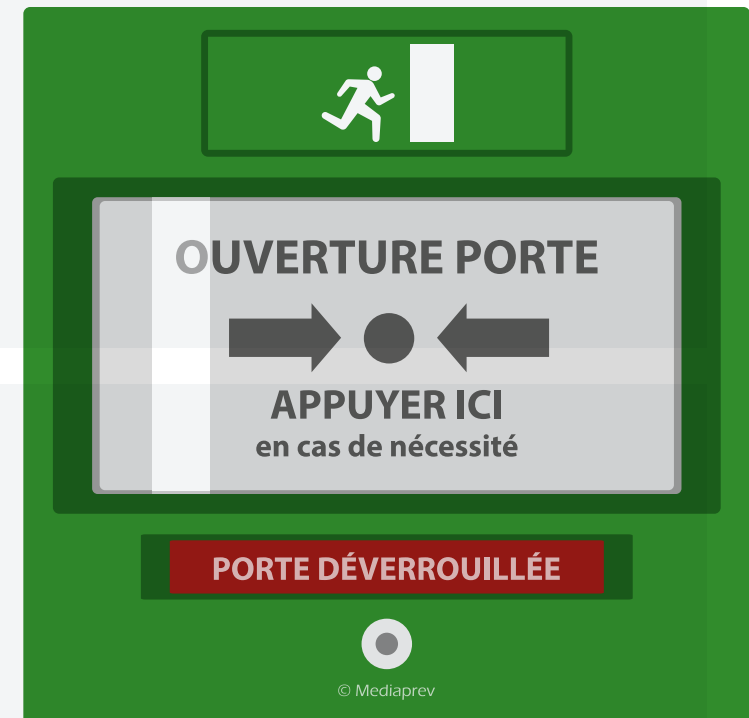 OUVERTURE PORTE
APPUYER ICI
en cas de nécessité
PORTE DÉVERROUILLÉE
© Mediaprev